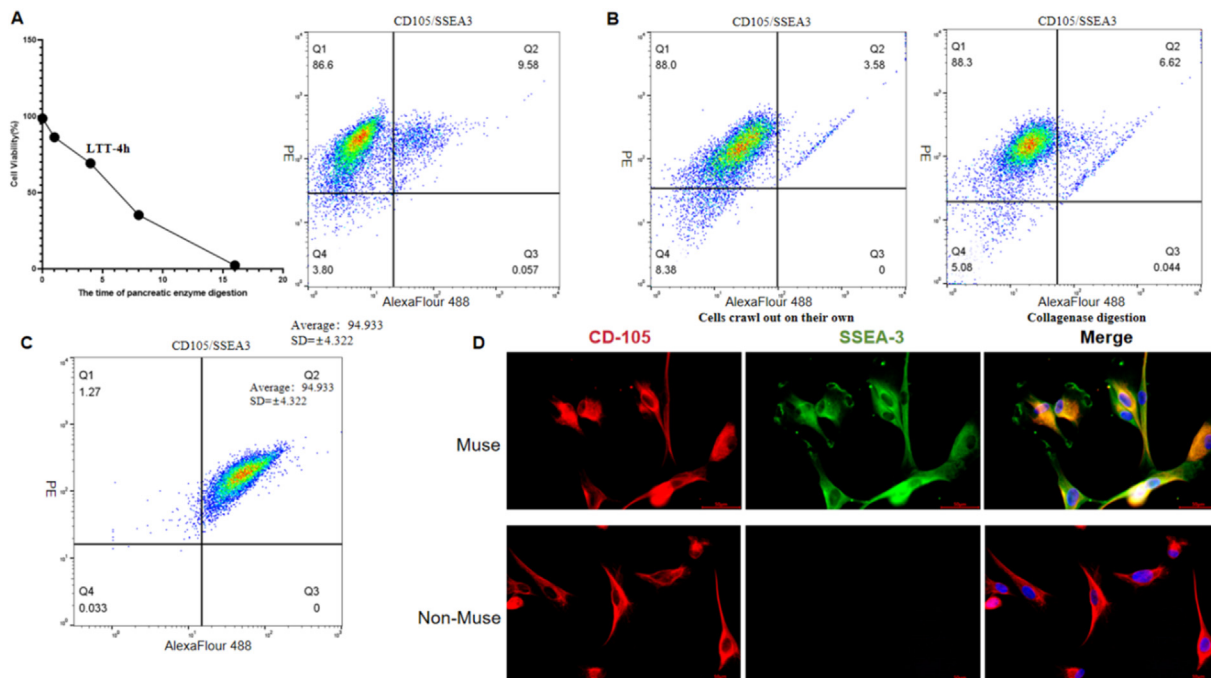 A
CD105/SSEA3
150
100
50
0
Cell Viability(%)
LTT-4h
0
5
10
15
20
The time of pancreatic enzyme digestion
Q1
86.6
Q2
9.58
PE
Q4
3.80
Q3
0.057
AlexaFlour 488
B
CD105/SSEA3
Q1
88.0
Q2
3.58
PE
Q4
8.38
Q3
0
AlexaFlour 488
Cells crawl out on their own
CD105/SSEA3
Q1
88.3
Q2
6.62
PE
Q4
5.08
Q3
0.044
AlexaFlour 488
Collagenase digestion
Average: 94.933
SD=±4.322
C
CD105/SSEA3
Q1
1.27
Q2
Average: 94.933
SD=±4.322
PE
Q4
0.033
Q3
0
AlexaFlour 488
D
CD-105
SSEA-3
Merge
Muse
Non-Muse